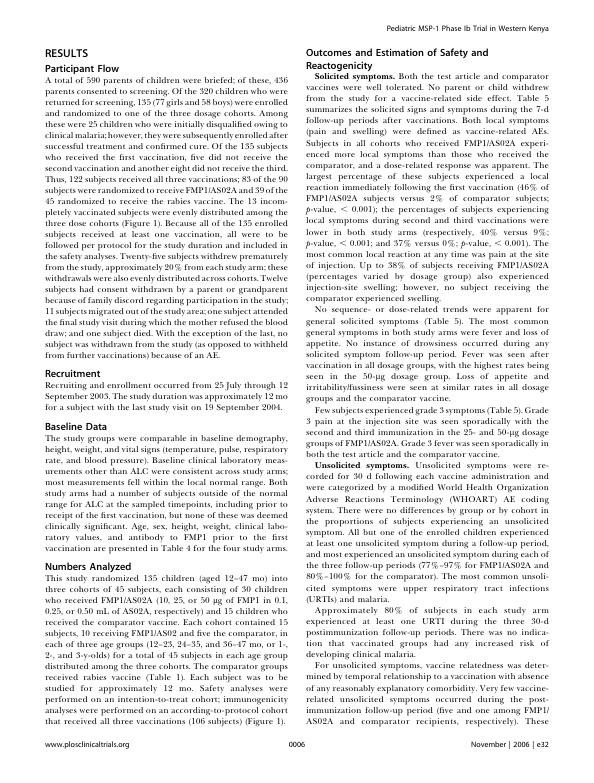 Pediatric MSP-1 Phase Ib Trial in Western Kenya
RESULTS
Participant Flow
A total of 590 parents of children were briefed; of these, 436
parents consented to screening. Of the 320 children who were
returned for screening, 135 (77 girls and 58 boys) were enrolled
and randomized to one of the three dosage cohorts. Among
these were 25 children who were initially disqualified owing to
clinical malaria; however, they were subsequently enrolled after
successful treatment and confirmed cure. Of the 135 subjects
who received the first vaccination, five did not receive the
second vaccination and another eight did not receive the third.
Thus, 122 subjects received all three vaccinations; 83 of the 90
subjects were randomized to receive FMP1/AS02A and 39 of the
45 randomized to receive the rabies vaccine. The 13 incom-
pletely vaccinated subjects were evenly distributed among the
three dose cohorts (Figure 1). Because all of the 135 enrolled
subjects received at least one vaccination, all were to be
followed per protocol for the study duration and included in
the safety analyses. Twenty-five subjects withdrew prematurely
from the study, approximately 20% from each study arm; these
withdrawals were also evenly distributed across cohorts. Twelve
subjects had consent withdrawn by a parent or grandparent
because of family discord regarding participation in the study;
11 subjects migrated out of the study area; one subject attended
the final study visit during which the mother refused the blood
draw; and one subject died. With the exception of the last, no
subject was withdrawn from the study (as opposed to withheld
from further vaccinations) because of an AE.
Recruitment
Recruiting and enrollment occurred from 25 July through 12
September 2003. The study duration was approximately 12 mo
for a subject with the last study visit on 19 September 2004.
Baseline Data
The study groups were comparable in baseline demography,
height, weight, and vital signs (temperature, pulse, respiratory
rate, and blood pressure). Baseline clinical laboratory meas-
urements other than ALC were consistent across study arms;
most measurements fell within the local normal range. Both
study arms had a number of subjects outside of the normal
range for ALC at the sampled timepoints, including prior to
receipt of the first vaccination, but none of these was deemed
clinically significant. Age, sex, height, weight, clinical labo-
ratory values, and antibody to FMP1 prior to the first
vaccination are presented in Table 4 for the four study arms.
Numbers Analyzed
This study randomized 135 children (aged 12–47 mo) into
three cohorts of 45 subjects, each consisting of 30 children
who received FMP1/AS02A (10, 25, or 50 μg of FMP1 in 0.1,
0.25, or 0.50 mL of AS02A, respectively) and 15 children who
received the comparator vaccine. Each cohort contained 15
subjects, 10 receiving FMP1/AS02 and five the comparator, in
each of three age groups (12–23, 24–35, and 36–47 mo, or 1-,
2-, and 3-y-olds) for a total of 45 subjects in each age group
distributed among the three cohorts. The comparator groups
received rabies vaccine (Table 1). Each subject was to be
studied for approximately 12 mo. Safety analyses were
performed on an intention-to-treat cohort; immunogenicity
analyses were performed on an according-to-protocol cohort
that received all three vaccinations (106 subjects) (Figure 1).
Outcomes and Estimation of Safety and
Reactogenicity
Solicited symptoms. Both the test article and comparator
vaccines were well tolerated. No parent or child withdrew
from the study for a vaccine-related side effect. Table 5
summarizes the solicited signs and symptoms during the 7-d
follow-up periods after vaccinations. Both local symptoms
(pain and swelling) were defined as vaccine-related AEs.
Subjects in all cohorts who received FMP1/AS02A experi-
enced more local symptoms than those who received the
comparator, and a dose-related response was apparent. The
largest percentage of these subjects experienced a local
reaction immediately following the first vaccination (46% of
FMP1/AS02A subjects versus 2% of comparator subjects;
p-value, < 0.001); the percentages of subjects experiencing
local symptoms during second and third vaccinations were
lower in both arms (respectively, 40% versus 9%;
p-value, < 0.001; and 37% versus 0%; p-value, < 0.001). The
most common local reaction at any time was pain at the site
of injection. Up to 38% of subjects receiving FMP1/AS02A
(percentages varied by dosage group) also experienced
injection-site swelling; however, no subject receiving the
comparator experienced swelling.
No sequence- or dose-related trends were apparent for
general solicited symptoms (Table 5). The most common
general symptoms in both study arms were fever and loss of
appetite. No instance of drowsiness occurred during any
solicited symptom follow-up period. Fever was seen after
vaccination in all dosage groups, with the highest rates being
seen in the 50-μg dosage group. Loss of appetite and
irritability/fussiness were seen at similar rates in all dosage
groups and the comparator vaccine.
Few subjects experienced grade 3 symptoms (Table 5). Grade
3 pain at the injection site was seen sporadically with the
second and third immunization in the 25- and 50-μg dosage
groups of FMP1/AS02A. Grade 3 fever was seen sporadically in
both the test article and the comparator vaccine.
Unsolicited symptoms. Unsolicited symptoms were re-
corded for 30 d following each vaccine administration and
were categorized by a modified World Health Organization
Adverse Reactions Terminology (WHOART) AE coding
system. There were no differences by group or by cohort in
the proportions of subjects experiencing an unsolicited
symptom. All but one of the enrolled children experienced
at least one unsolicited symptom during a follow-up period,
and most experienced an unsolicited symptom during each of
the three follow-up periods (77%–97% for FMP1/AS02A and
80%–100% for the comparator). The most common unsoli-
cited symptoms were upper respiratory tract infections
(URTIs) and malaria.
Approximately 80% of subjects in each study arm
experienced at least one URTI during the three 30-d
postimmunization follow-up periods. There was no indica-
tion that vaccinated groups had any increased risk of
developing clinical malaria.
For unsolicited symptoms, vaccine relatedness was deter-
mined by temporal relationship to a vaccination with absence
of any reasonably explanatory comorbidity. Very few vaccine-
related unsolicited symptoms occurred during the post-
immunization follow-up period (five and one among FMP1/
AS02A and comparator recipients, respectively). These
www.plosclinicaltrials.org
0006
November | 2006 | e32